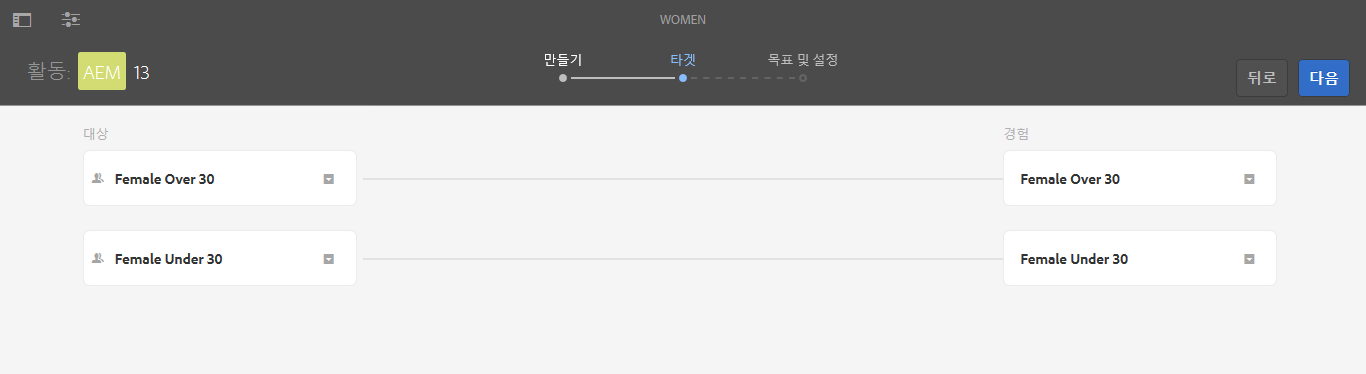 WOMEN
활동: AEM 13
만들기
타겟
목표 및 설정
뒤로
다음
대상
경험
Female Over 30
Female Over 30
Female Under 30
Female Under 30